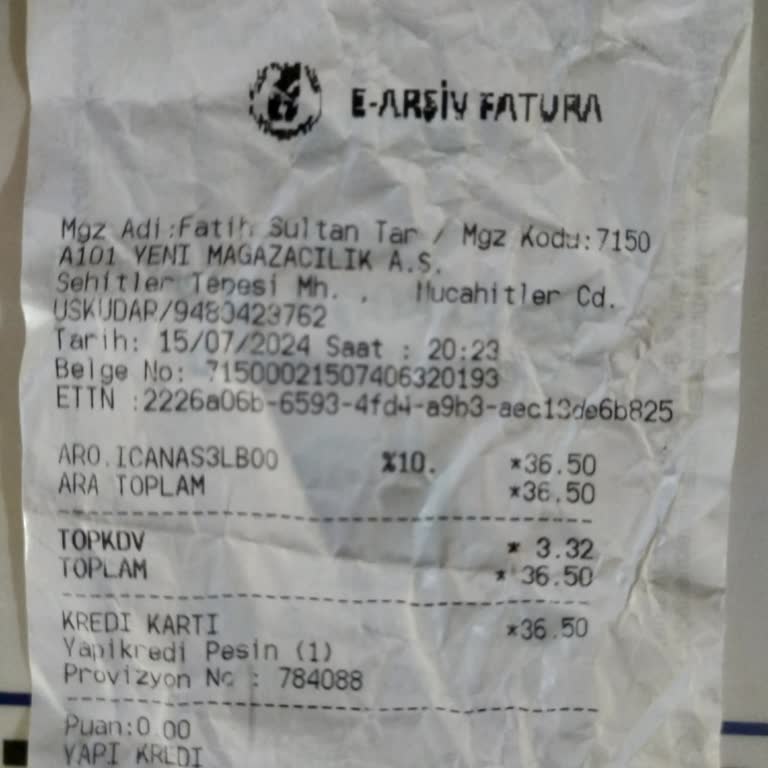 E-ARŞİV FATURA
Mgz Adi:Fatih Sultan Tar / Mgz Kodu:7150
A101 YENI MAGAZACILIK A.S.
Sehitler Tepesi Mh. , Mucahitler Cd.
USKUDAR/9480423762
Tarih: 15/07/2024 Saat : 20:23
Belge No: 71500021507406320193
ETTN :2226a06b-6593-4fd4-a9b3-aec13de6b825
ARO.ICANAS3LB00 %10. *36.50
ARA TOPLAM *36.50
TOPKDV * 3.32
TOPLAM * 36.50
KREDI KARTI *36.50
Yapikredi Pesin (1)
Provizyon No : 784088
Puan:0.00
YAPI KREDI